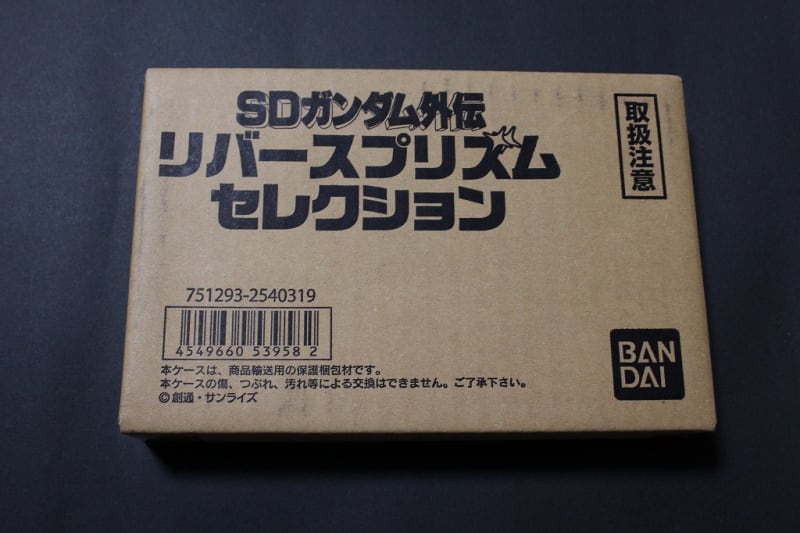 SDガンダム外伝
リバースプリズム
セレクション
取扱注意
751293-2540319
4549660 53958 2
本ケースは、商品輸送用の保護梱包材です。
本ケースの傷、つぶれ、汚れ等による交換はできません。ご了承下さい。
©創通・サンライズ
BAN
DAI